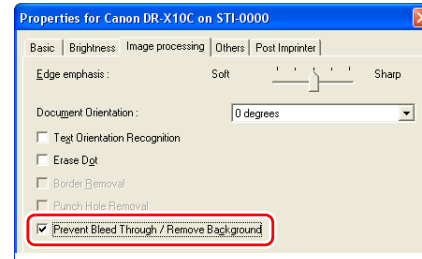 Properties for Canon DR-X10C on STI-0000
Basic Brightness Image processing Others Post Imprinter
Edge emphasis : Soft Sharp
Document Orientation : 0 degrees
Text Orientation Recognition
Erase Dot
Border Removal
Punch Hole Removal
Prevent Bleed Through / Remove Background